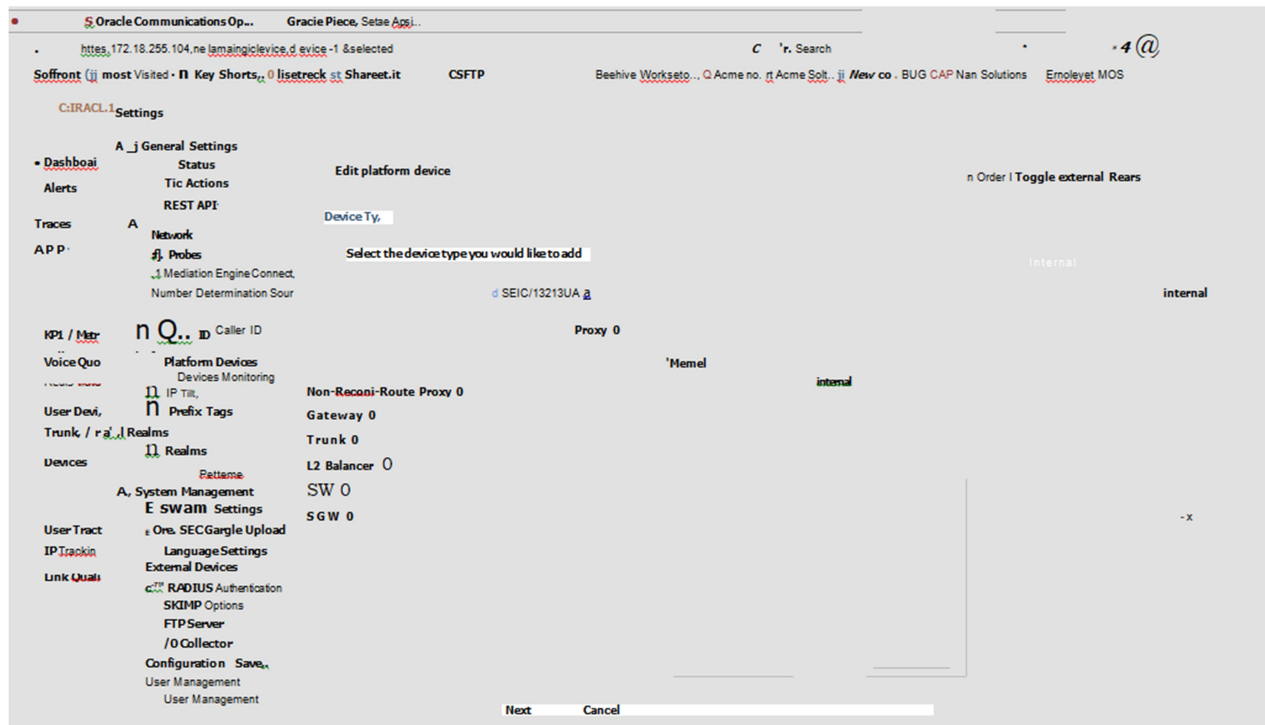 S Oracle Communications Op... Gracie Piece, Setae Apsi...
https,172.18.255.104,ne lamaingiclevice,d evice -1 &selected C 'r. Search * 4 @
Soffront (jj most Visited · n Key Shorts,. 0 lisetreck st Shareet.it CSFTP Beehive Workseto.., Q Acme no. rt Acme Solt.. jj New co . BUG CAP Nan Solutions Ernoleyet MOS
C:IRACL.1 Settings
A _j General Settings
• Dashboai Status Edit platform device
Alerts Tic Actions n Order I Toggle external Rears
REST API·
Traces A Device Ty,
Network
APP· Probes Select the device type you would like to add
Internal
,1 Mediation Engine Connect,
Number Determination Sour d SEIC/13213UA a internal
KP1 / Metr n Q.. ID Caller ID Proxy 0
Voice Quo Platform Devices 'Memel
Devices Monitoring internal
n IP Tilt, Non-Reconi-Route Proxy 0
User Devi, n Prefix Tags Gateway 0
Trunk, / r a' ,l Realms Trunk 0
n Realms
Devices L2 Balancer 0
Petteme
A, System Management SW 0
E swam Settings
SGW 0 - x
User Tract E Ore. SECGargle Upload
IP Trackin Language Settings
External Devices
Link Quali
RADIUS Authentication
SKIMP Options
FTP Server
/0 Collector
Configuration Save,,
User Management
User Management
Next Cancel